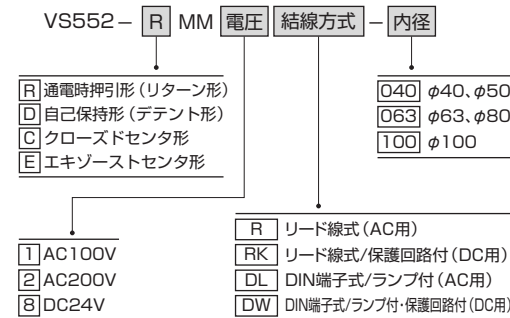 VS552－ R MM 電圧 結線方式 － 内径
R 通電時押引形（リターン形）
D 自己保持形（デテント形）
C クローズドセンタ形
E エキゾーストセンタ形
040 φ40、φ50
063 φ63、φ80
100 φ100
1 AC100V
2 AC200V
8 DC24V
R リード線式（AC用）
RK リード線式/保護回路付（DC用）
DL DIN端子式/ランプ付（AC用）
DW DIN端子式/ランプ付・保護回路付（DC用）